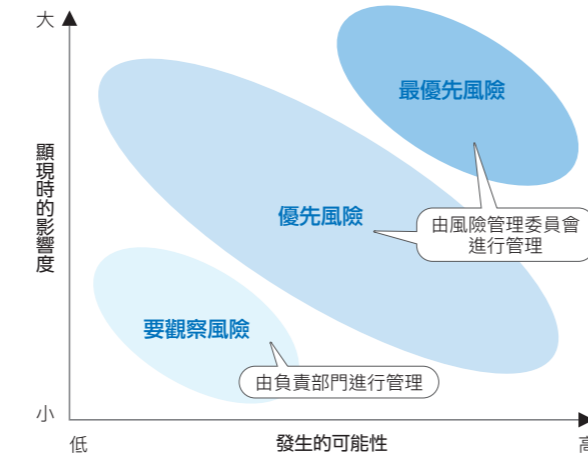 大
最優先風險
顯現時的影響度
優先風險
由風險管理委員會
進行管理
要觀察風險
由負責部門進行管理
小
低
發生的可能性
高